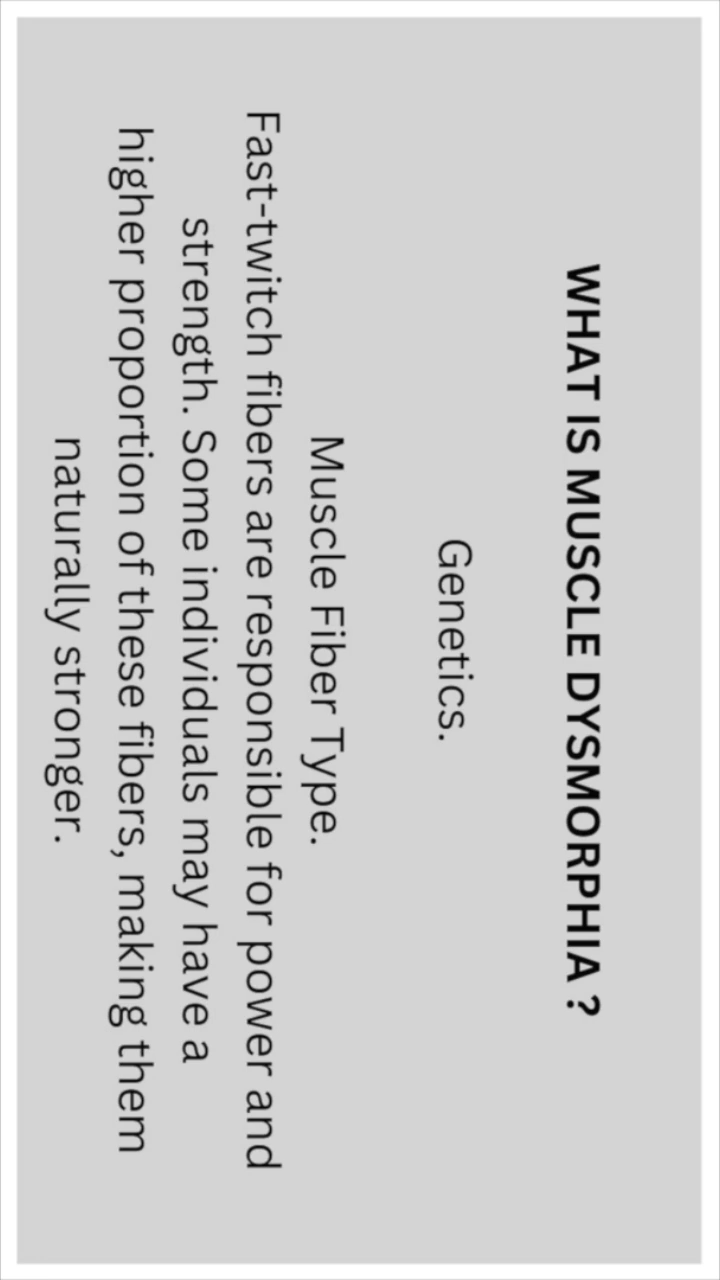 WHAT IS MUSCLE DYSMORPHIA ?
Genetics.
Muscle Fiber Type.
Fast-twitch fibers are responsible for power and
strength. Some individuals may have a
higher proportion of these fibers, making them
naturally stronger.